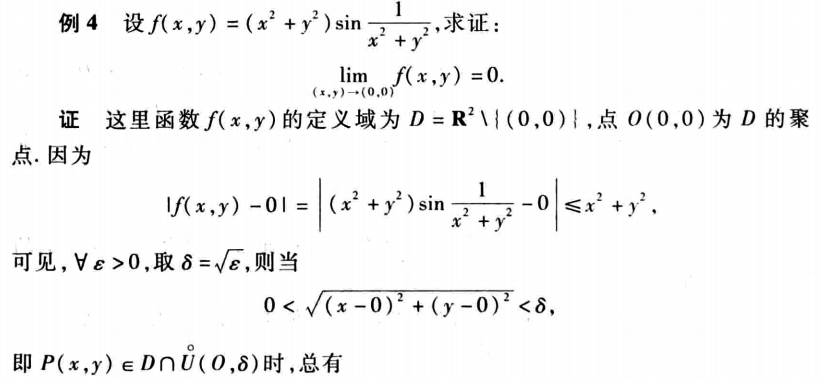 例 4 设 f(x,y) = (x² + y²) sin 1/(x² + y²), 求证:
lim_{(x,y)→(0,0)} f(x,y) = 0.
证 这里函数 f(x,y) 的定义域为 D = R² \ {(0,0)}, 点 O(0,0) 为 D 的聚
点. 因为
|f(x,y) - 0| = |(x² + y²) sin 1/(x² + y²) - 0| ≤ x² + y²,
可见, ∀ ε > 0, 取 δ = √ε, 则当
0 < √((x - 0)² + (y - 0)²) < δ,
即 P(x,y) ∈ D ∩ Ů(O,δ) 时, 总有